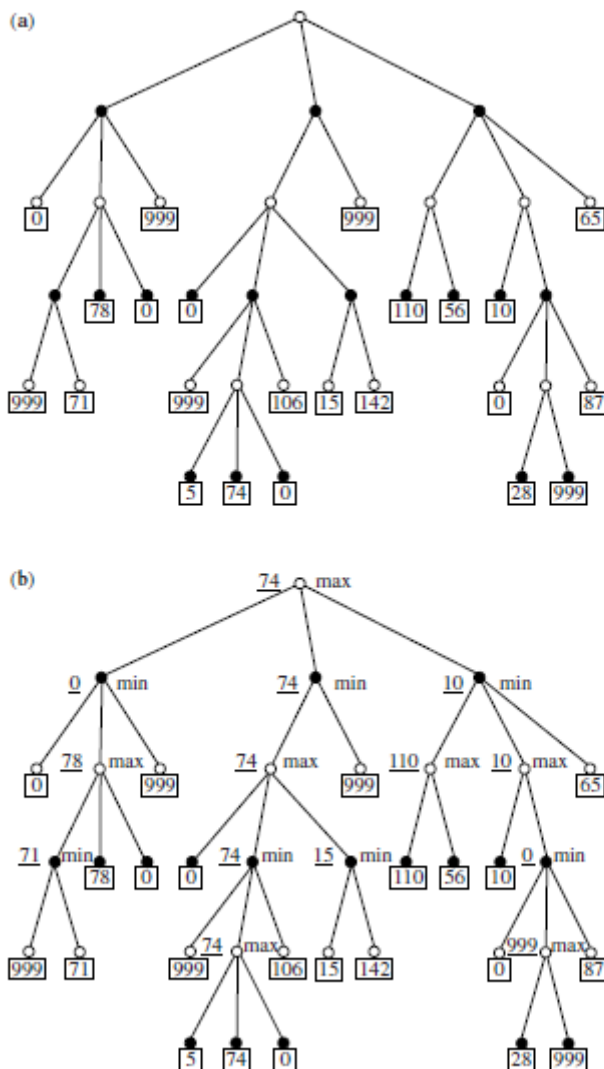 (a)
0 999 999 65
78 0 0 110 56 10
999 71 999 106 15 142 0 87
5 74 0 28 999
(b) 74 max
0 min 74 min 10 min
78 max 74 max 110 max 10 max
0 999 999 65
71 min 74 min 15 min 0 min
78 0 0 110 56 10
74 max 999 max
999 71 999 106 15 142 0 87
5 74 0 28 999